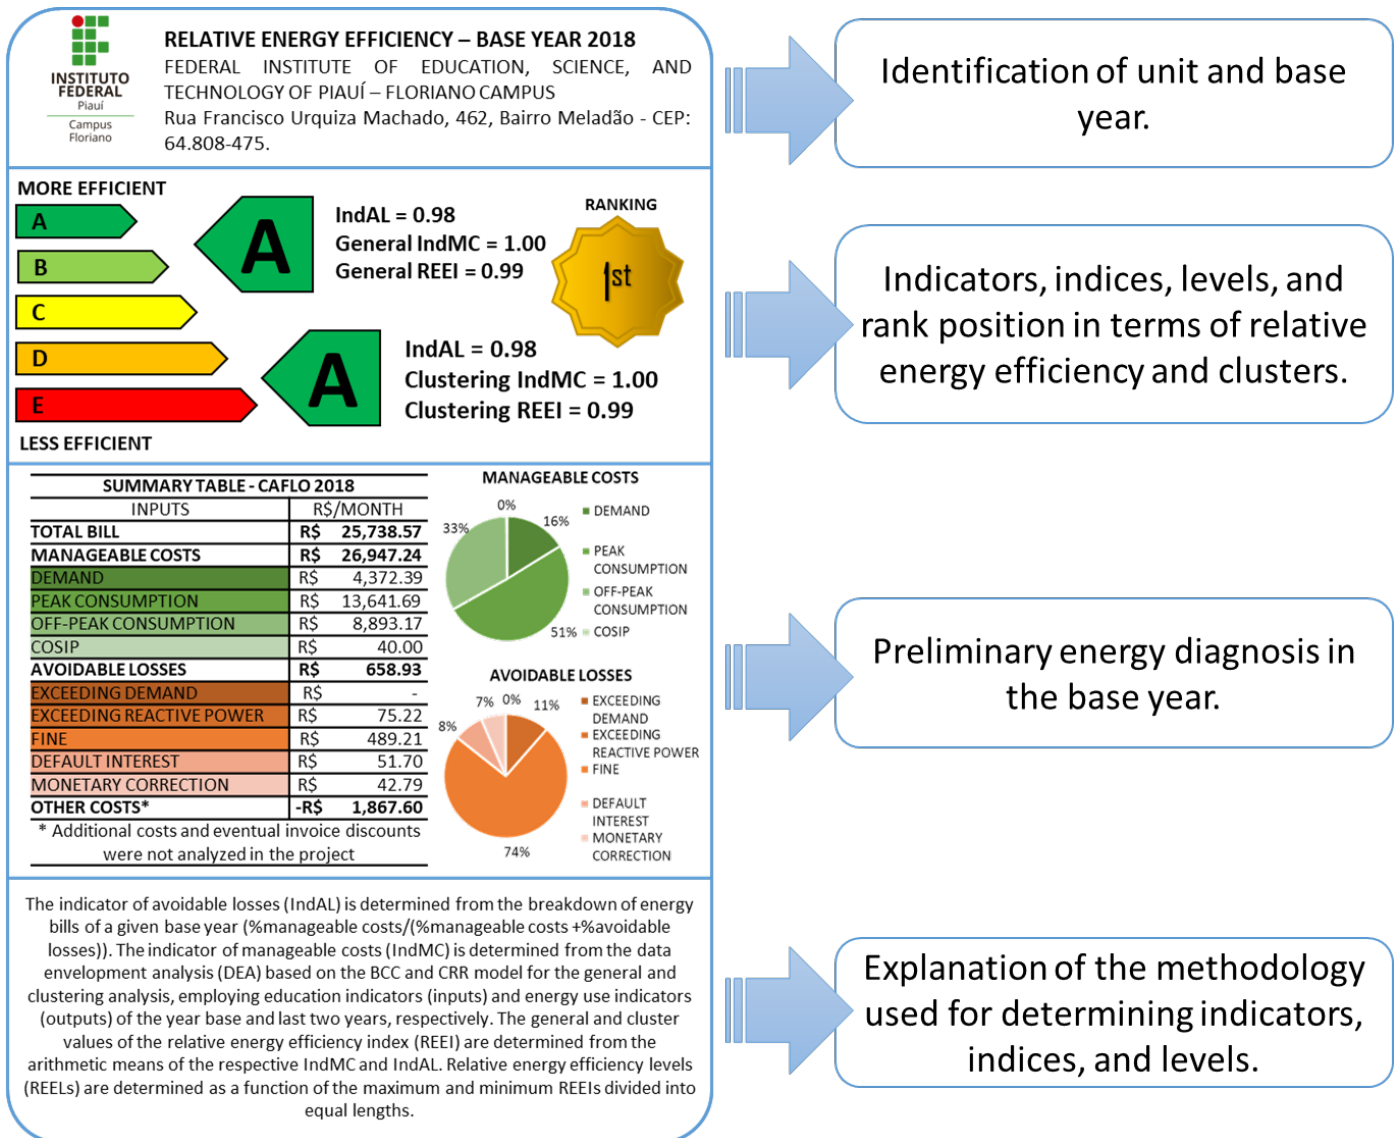 INSTITUTO
FEDERAL
Piauí
Campus
Floriano
RELATIVE ENERGY EFFICIENCY – BASE YEAR 2018
FEDERAL INSTITUTE OF EDUCATION, SCIENCE, AND
TECHNOLOGY OF PIAUÍ – FLORIANO CAMPUS
Rua Francisco Urquiza Machado, 462, Bairro Meladão - CEP:
64.808-475.
Identification of unit and base
year.
MORE EFFICIENT
A
B
C
D
E
LESS EFFICIENT
A
IndAL = 0.98
General IndMC = 1.00
General REEI = 0.99
RANKING
1st
A
IndAL = 0.98
Clustering IndMC = 1.00
Clustering REEI = 0.99
Indicators, indices, levels, and
rank position in terms of relative
energy efficiency and clusters.
SUMMARY TABLE - CAFLO 2018
INPUTS R$/MONTH
TOTAL BILL R$ 25,738.57
MANAGEABLE COSTS R$ 26,947.24
DEMAND R$ 4,372.39
PEAK CONSUMPTION R$ 13,641.69
OFF-PEAK CONSUMPTION R$ 8,893.17
COSIP R$ 40.00
AVOIDABLE LOSSES R$ 658.93
EXCEEDING DEMAND R$ -
EXCEEDING REACTIVE POWER R$ 75.22
FINE R$ 489.21
DEFAULT INTEREST R$ 51.70
MONETARY CORRECTION R$ 42.79
OTHER COSTS* -R$ 1,867.60
* Additional costs and eventual invoice discounts
were not analyzed in the project
MANAGEABLE COSTS
0%
16%
33%
51%
DEMAND
PEAK
CONSUMPTION
OFF-PEAK
CONSUMPTION
COSIP
AVOIDABLE LOSSES
7% 0% 11%
8%
74%
EXCEEDING
DEMAND
EXCEEDING
REACTIVE POWER
FINE
DEFAULT
INTEREST
MONETARY
CORRECTION
Preliminary energy diagnosis in
the base year.
The indicator of avoidable losses (IndAL) is determined from the breakdown of energy
bills of a given base year (%manageable costs/(%manageable costs +%avoidable
losses)). The indicator of manageable costs (IndMC) is determined from the data
envelopment analysis (DEA) based on the BCC and CRR model for the general and
clustering analysis, employing education indicators (inputs) and energy use indicators
(outputs) of the year base and last two years, respectively. The general and cluster
values of the relative energy efficiency index (REEI) are determined from the
arithmetic means of the respective IndMC and IndAL. Relative energy efficiency levels
(REELs) are determined as a function of the maximum and minimum REEIs divided into
equal lengths.
Explanation of the methodology
used for determining indicators,
indices, and levels.